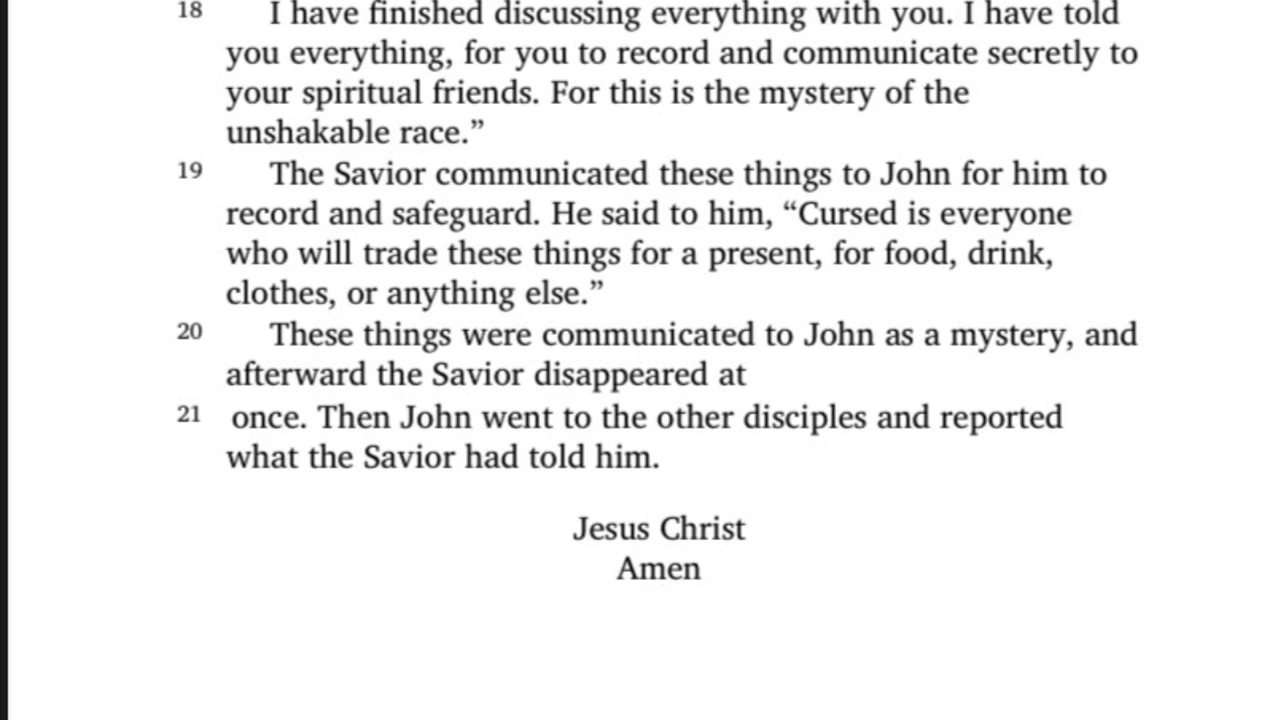 18 I have finished discussing everything with you. I have told
you everything, for you to record and communicate secretly to
your spiritual friends. For this is the mystery of the
unshakable race.”
19 The Savior communicated these things to John for him to
record and safeguard. He said to him, “Cursed is everyone
who will trade these things for a present, for food, drink,
clothes, or anything else.”
20 These things were communicated to John as a mystery, and
afterward the Savior disappeared at
21 once. Then John went to the other disciples and reported
what the Savior had told him.
Jesus Christ
Amen